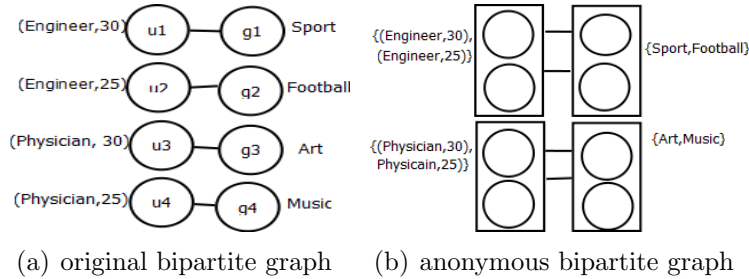 (Engineer,30) u1 g1 Sport
(Engineer,25) u2 g2 Football
(Physician, 30) u3 g3 Art
(Physician,25) u4 g4 Music
(a) original bipartite graph
{(Engineer,30),
(Engineer,25)}
{Sport,Football}
{(Physician,30),
Physicain,25)}
{Art,Music}
(b) anonymous bipartite graph